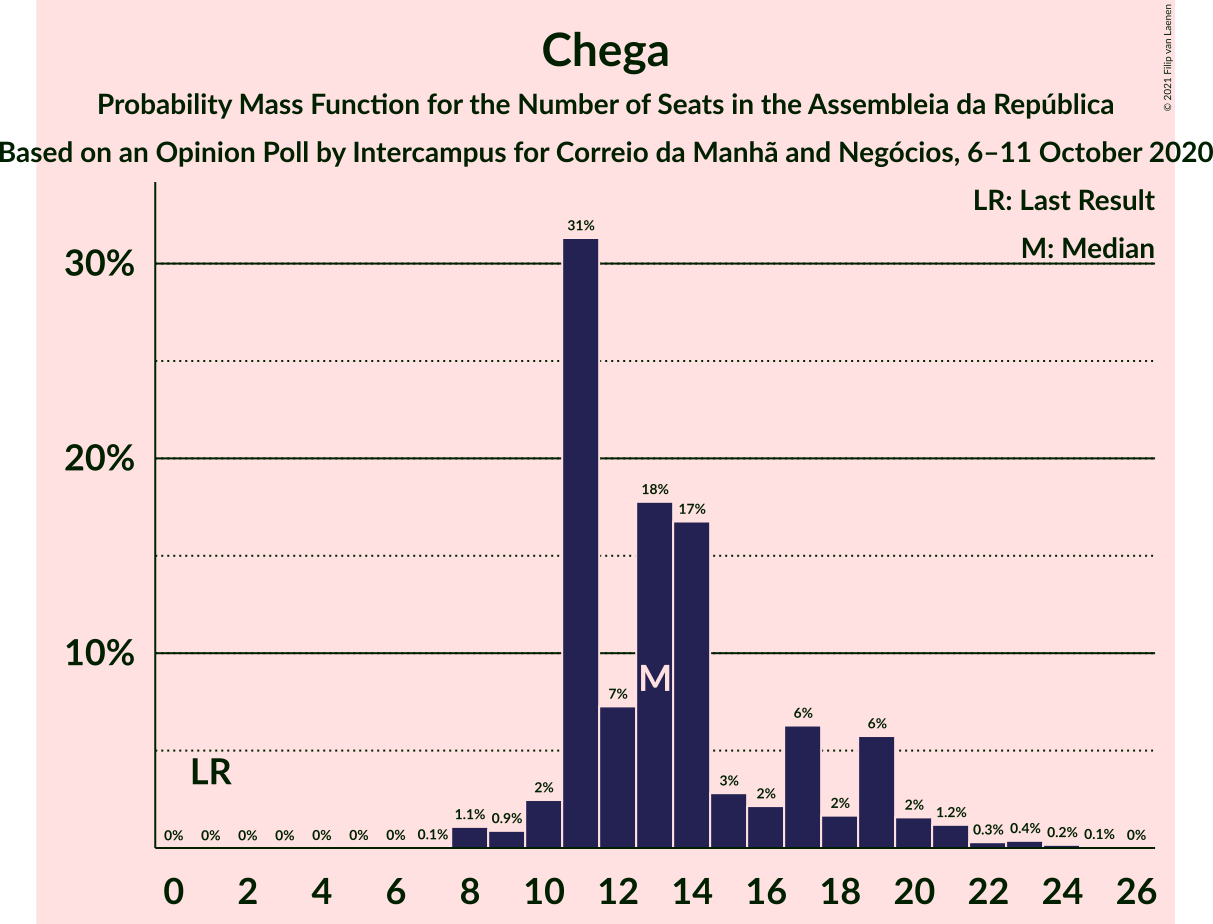 Chega
Probability Mass Function for the Number of Seats in the Assembleia da República
Based on an Opinion Poll by Intercampus for Correio da Manhã and Negócios, 6–11 October 2020
© 2021 Filip van Laenen
LR: Last Result
M: Median
30%
20%
10%
31%
18%
17%
M
7%
6%
6%
LR
3%
2%
2%
2%
2%
1.1%
0.9%
1.2%
0% 0% 0% 0% 0% 0% 0% 0.1%
0.3% 0.4% 0.2% 0.1% 0%
0 2 4 6 8 10 12 14 16 18 20 22 24 26